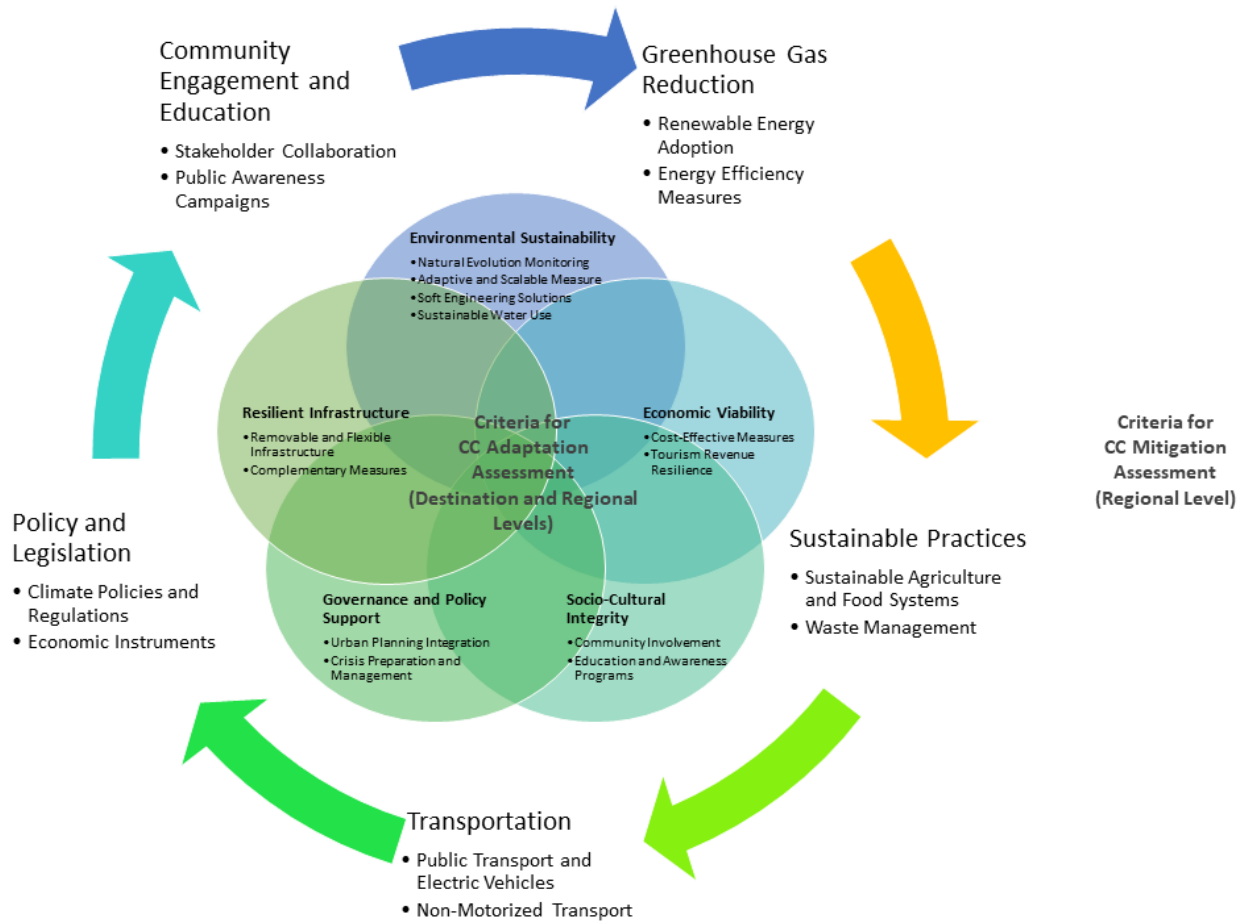 Community
Engagement and
Education
• Stakeholder Collaboration
• Public Awareness
Campaigns
Greenhouse Gas
Reduction
• Renewable Energy
Adoption
• Energy Efficiency
Measures
Environmental Sustainability
• Natural Evolution Monitoring
• Adaptive and Scalable Measure
• Soft Engineering Solutions
• Sustainable Water Use
Resilient Infrastructure
• Removable and Flexible
Infrastructure
• Complementary Measures
Criteria for
CC Adaptation
Assessment
(Destination and Regional
Levels)
Economic Viability
• Cost-Effective Measures
• Tourism Revenue
Resilience
Criteria for
CC Mitigation
Assessment
(Regional Level)
Policy and
Legislation
• Climate Policies and
Regulations
• Economic Instruments
Sustainable Practices
• Sustainable Agriculture
and Food Systems
• Waste Management
Governance and Policy
Support
• Urban Planning Integration
• Crisis Preparation and
Management
Socio-Cultural
Integrity
• Community Involvement
• Education and Awareness
Programs
Transportation
• Public Transport and
Electric Vehicles
• Non-Motorized Transport